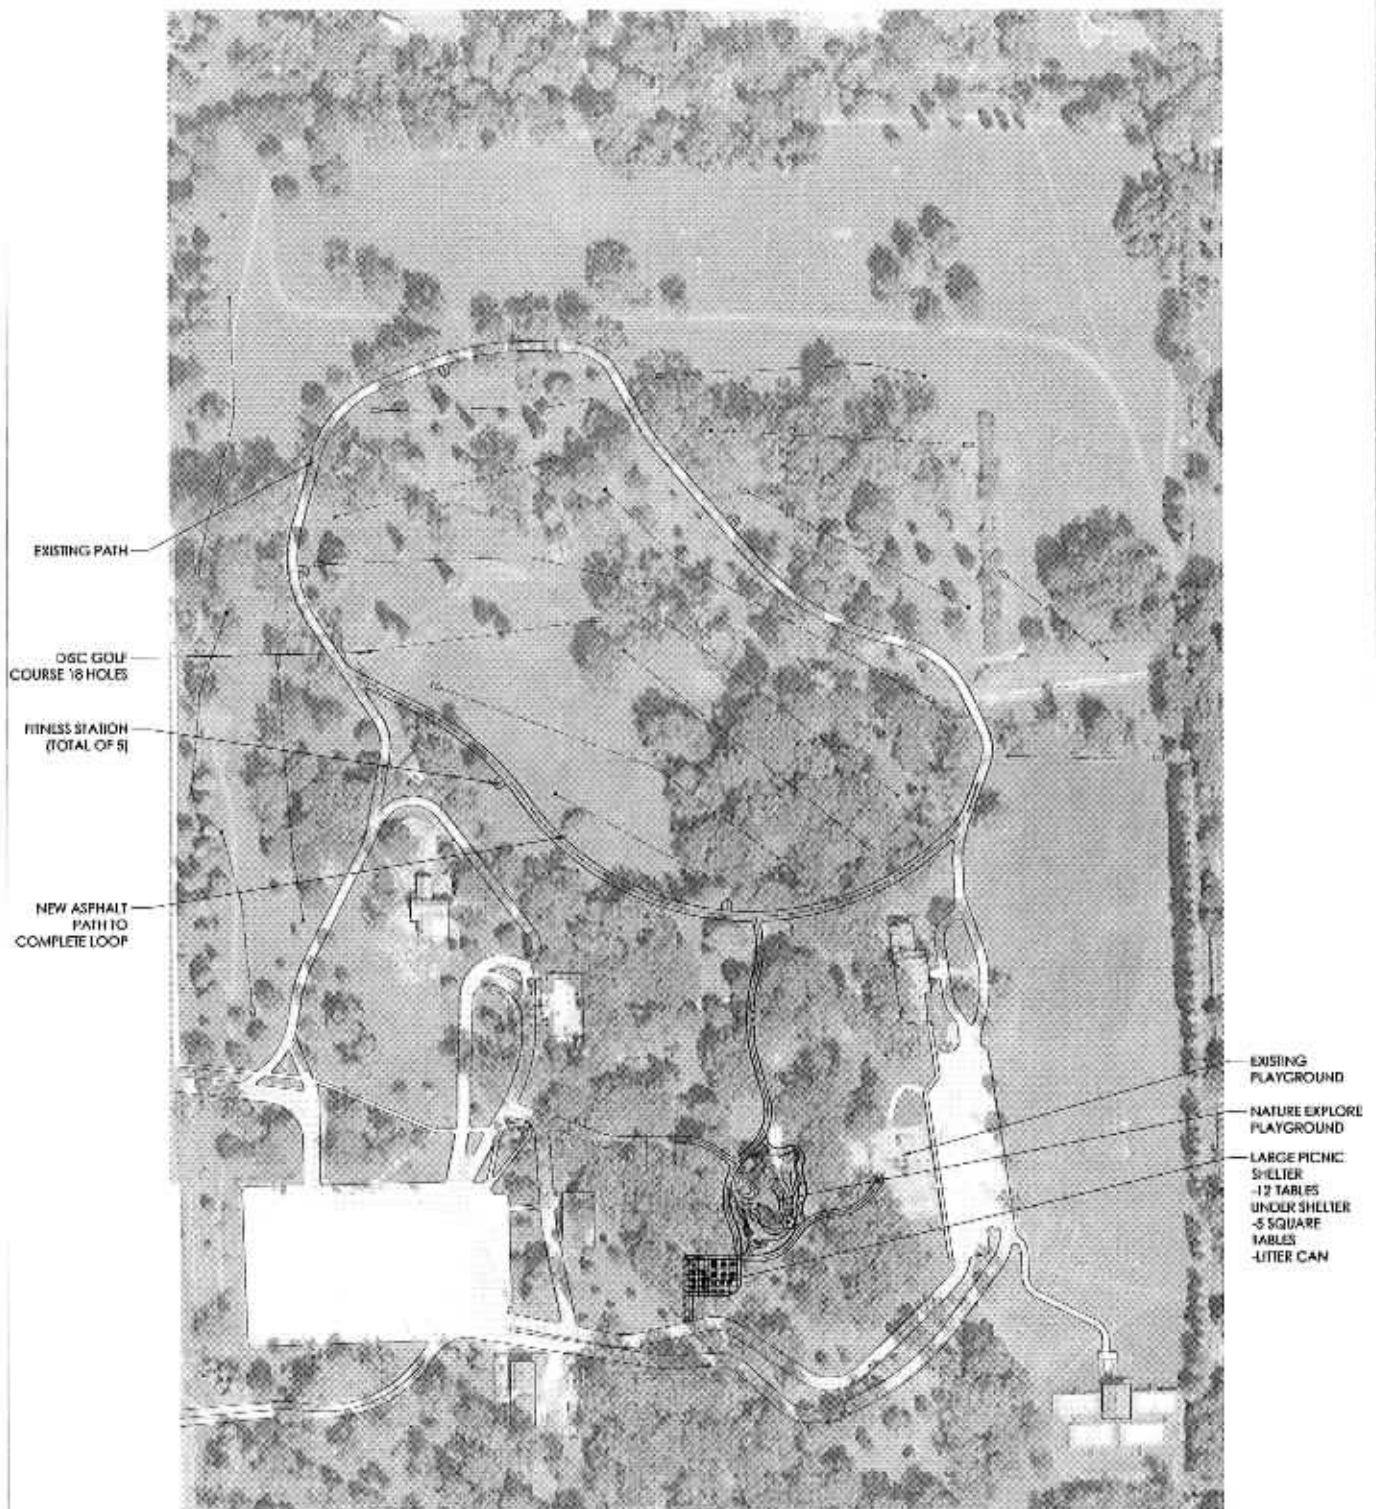 EXISTING PATH
DISC GOLF
COURSE 18 HOLES
FITNESS STATION
(TOTAL OF 5)
NEW ASPHALT
PATH TO
COMPLETE LOOP
EXISTING
PLAYGROUND
NATURE EXPLORE
PLAYGROUND
LARGE PICNIC
SHELTER
-12 TABLES
UNDER SHELTER
-5 SQUARE
TABLES
-LITTER CAN